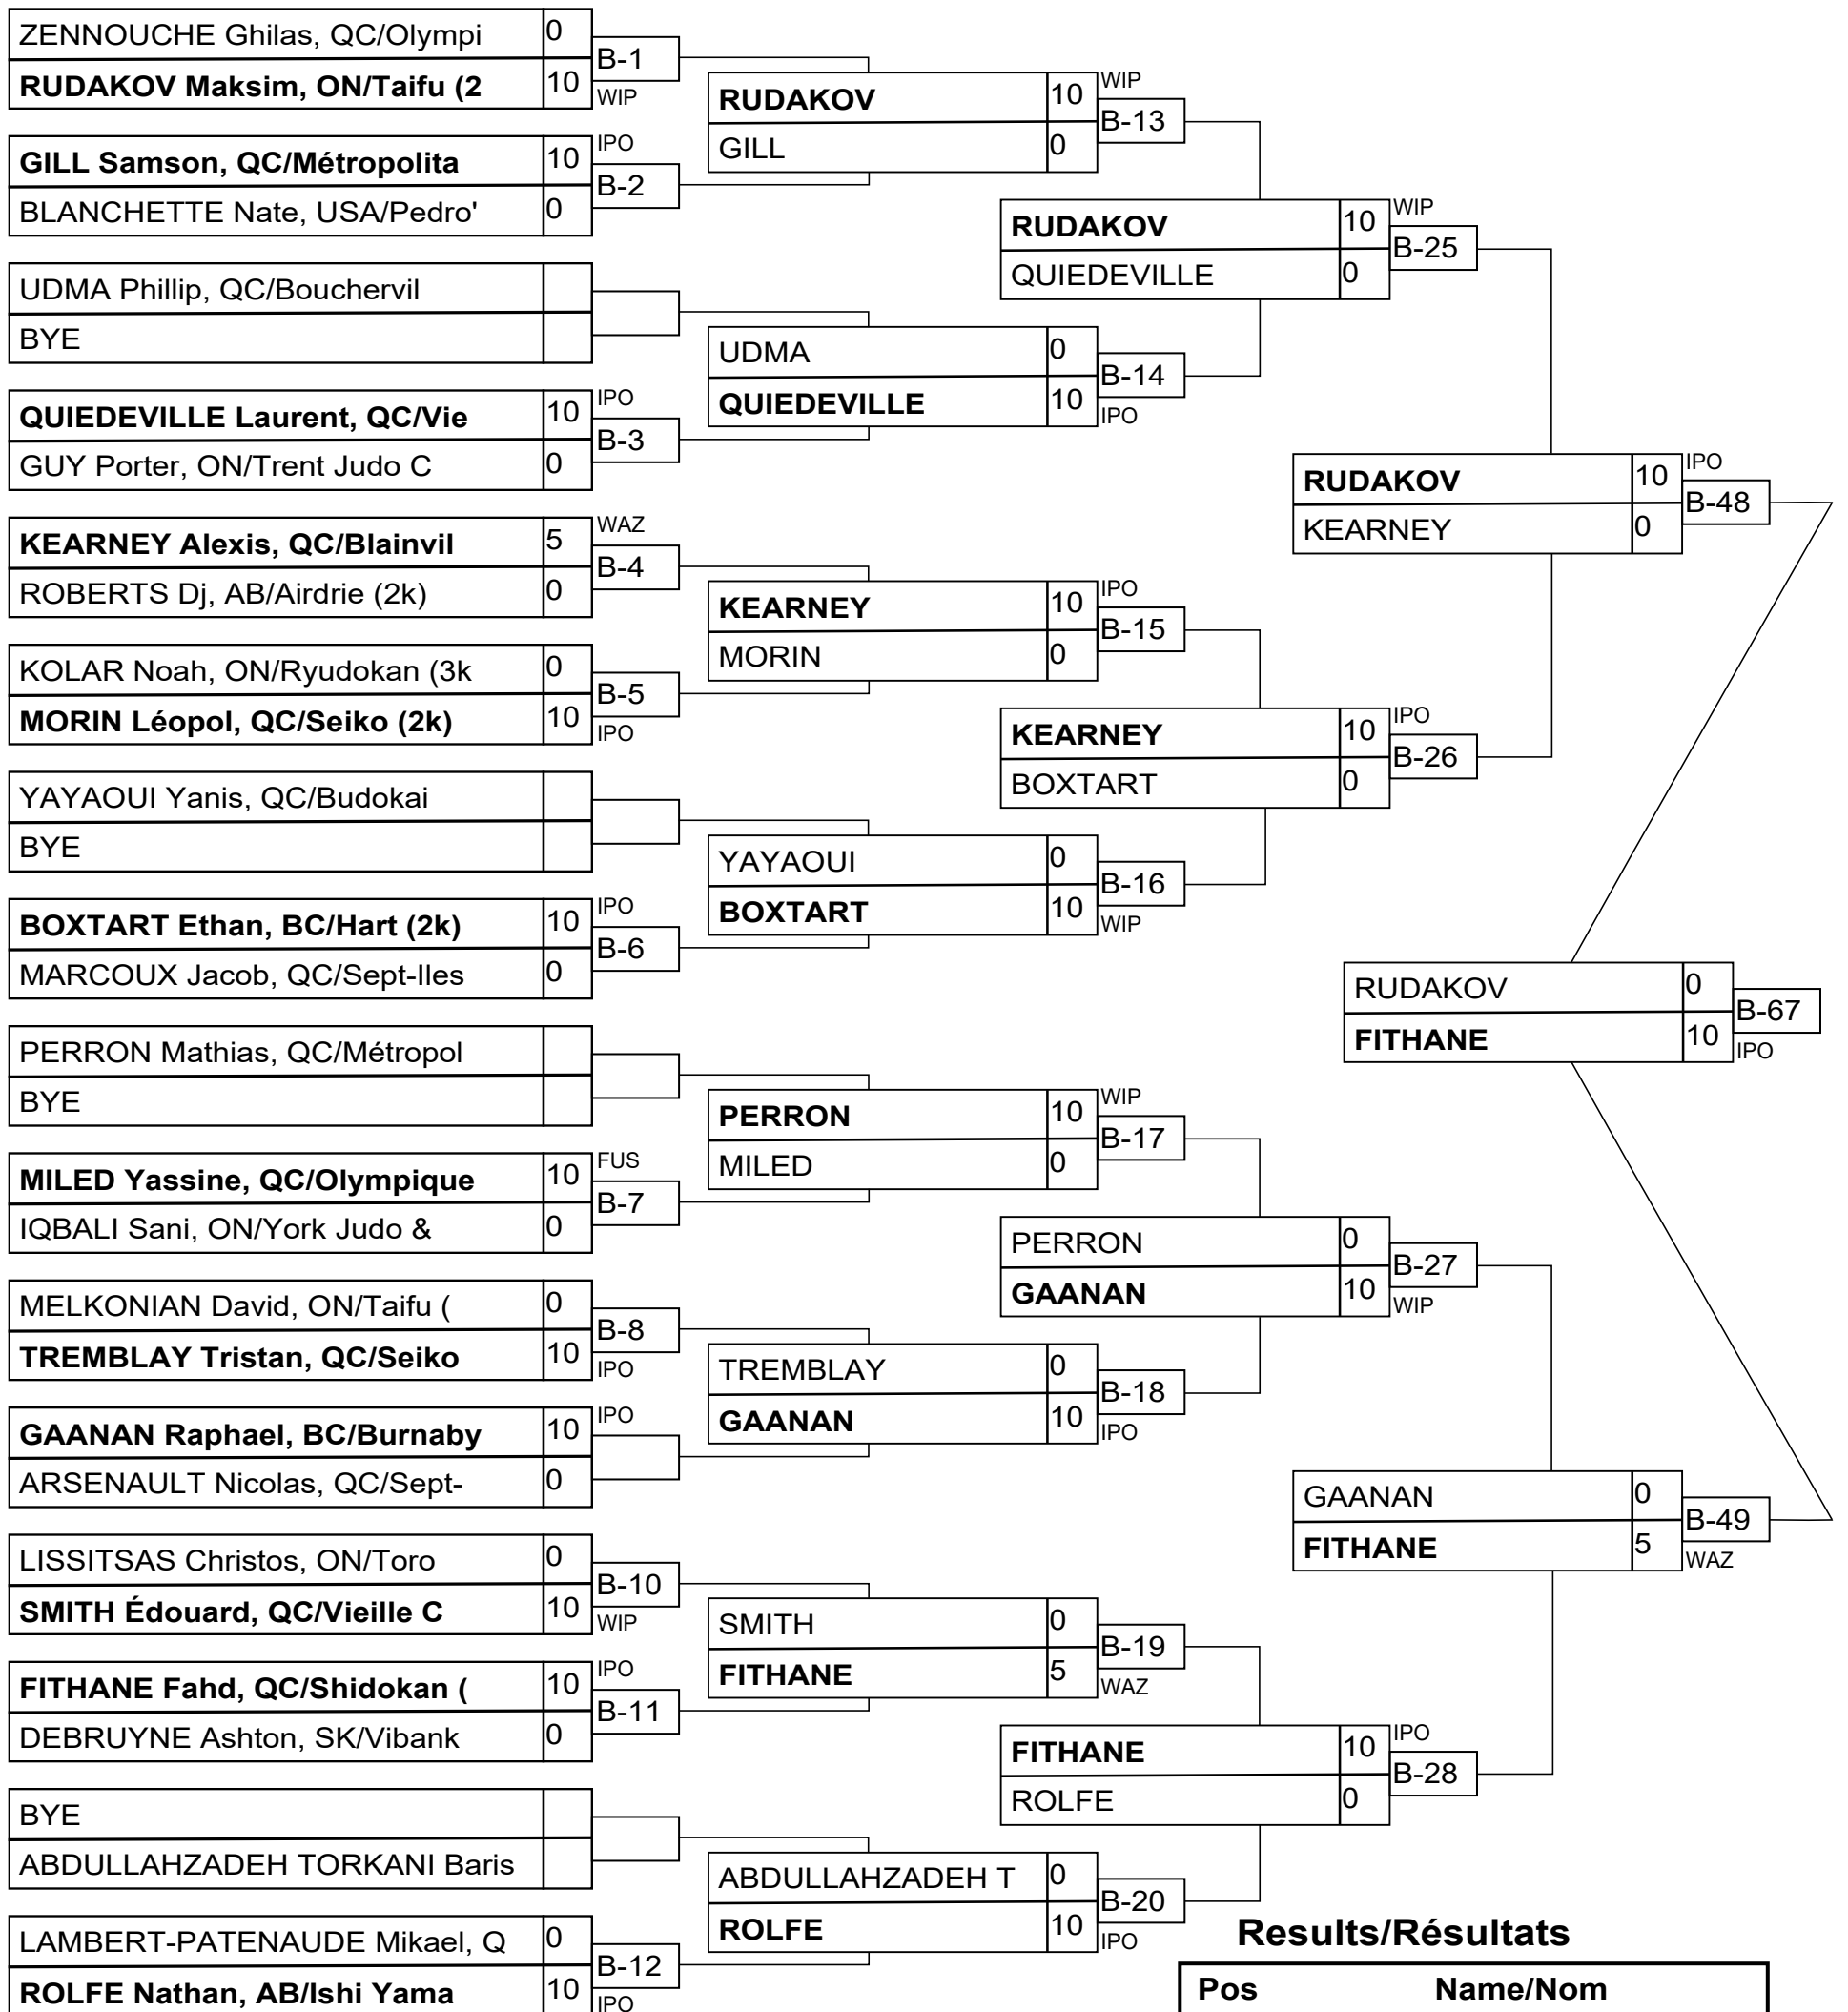 ZENNOUCHE Ghilas, QC/Olympi 0
B-1
RUDAKOV Maksim, ON/Taifu (2 10
WIP
GILL Samson, QC/Métropolita 10
IPO
B-2
BLANCHETTE Nate, USA/Pedro' 0
UDMA Phillip, QC/Bouchervil
BYE
QUIEDEVILLE Laurent, QC/Vie 10
IPO
B-3
GUY Porter, ON/Trent Judo C 0
KEARNEY Alexis, QC/Blainvil 5
WAZ
B-4
ROBERTS Dj, AB/Airdrie (2k) 0
KOLAR Noah, ON/Ryudokan (3k 0
B-5
MORIN Léopol, QC/Seiko (2k) 10
IPO
YAYAOUI Yanis, QC/Budokai
BYE
BOXTART Ethan, BC/Hart (2k) 10
IPO
B-6
MARCOUX Jacob, QC/Sept-Iles 0
PERRON Mathias, QC/Métropol
BYE
MILED Yassine, QC/Olympique 10
FUS
B-7
IQBALI Sani, ON/York Judo & 0
MELKONIAN David, ON/Taifu ( 0
B-8
TREMBLAY Tristan, QC/Seiko 10
IPO
GAANAN Raphael, BC/Burnaby 10
IPO
ARSENAULT Nicolas, QC/Sept- 0
LISSITSAS Christos, ON/Toro 0
B-10
SMITH Édouard, QC/Vieille C 10
WIP
FITHANE Fahd, QC/Shidokan ( 10
IPO
B-11
DEBRUYNE Ashton, SK/Vibank 0
BYE
ABDULLAHZADEH TORKANI Baris
LAMBERT-PATENAUDE Mikael, Q 0
B-12
ROLFE Nathan, AB/Ishi Yama 10
IPO
RUDAKOV 10
WIP
B-13
GILL 0
UDMA 0
B-14
QUIEDEVILLE 10
IPO
KEARNEY 10
IPO
B-15
MORIN 0
YAYAOUI 0
B-16
BOXTART 10
WIP
PERRON 10
WIP
B-17
MILED 0
TREMBLAY 0
B-18
GAANAN 10
IPO
SMITH 0
B-19
FITHANE 5
WAZ
ABDULLAHZADEH T 0
B-20
ROLFE 10
IPO
RUDAKOV 10
WIP
B-25
QUIEDEVILLE 0
KEARNEY 10
IPO
B-26
BOXTART 0
PERRON 0
B-27
GAANAN 10
WIP
FITHANE 10
IPO
B-28
ROLFE 0
RUDAKOV 10
IPO
B-48
KEARNEY 0
GAANAN 0
B-49
FITHANE 5
WAZ
RUDAKOV 0
B-67
FITHANE 10
IPO
Results/Résultats
Pos Name/Nom